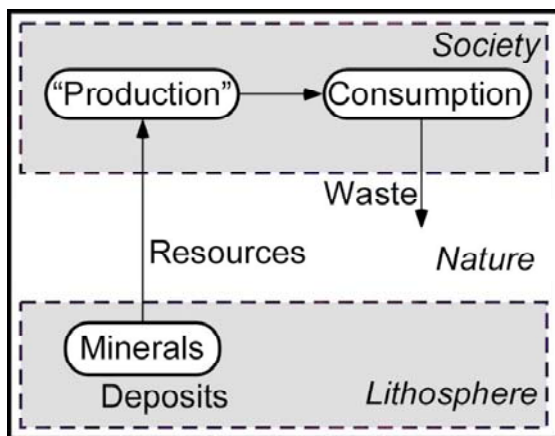 Society
“Production”
Consumption
Waste
Resources
Nature
Minerals
Deposits
Lithosphere